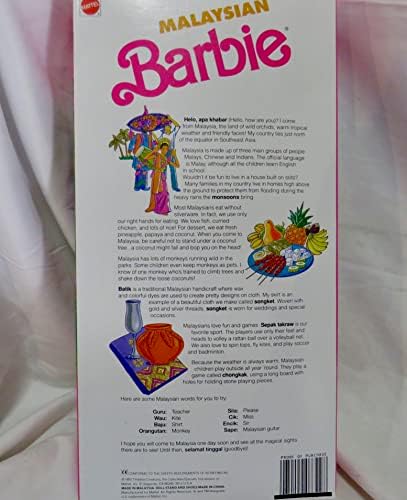 MATTEL
MALAYSIAN
Barbie®
Helo, apa khabar (Hello, how are you)? I come
from Malaysia, the land of wild orchids, warm tropical
weather and friendly faces! My country lies just north
of the equator in Southeast Asia.
Malaysia is made up of three main groups of people:
Malays, Chinese and Indians. The official language
is Malay, although all the children learn English
in school.
Wouldn't it be fun to live in a house built on stilts?
Many families in my country live in homes high above
the ground to protect them from flooding during the
heavy rains the monsoons bring.
Most Malaysians eat without
silverware. In fact, we use only
our right hands for eating. We love fish, curried
chicken, and lots of rice! For dessert, we eat fresh
pineapple, papaya and coconut. When you come to
Malaysia, be careful not to stand under a coconut
tree...a coconut might fall and bop you on the head!
Malaysia has lots of monkeys running wild in the
parks. Some children even keep monkeys as pets. I
know of one monkey who's trained to climb trees and
shake down the coconuts!
Batik is a traditional Malaysian handicraft where wax
and colorful dyes are used to create pretty designs on cloth. My skirt is an
example of a beautiful cloth we make called songket. Woven with
gold and silver threads, songket is worn for weddings and special
occasions.
Malaysians love fun and games. Sepak takraw is our
favorite sport. The players use only their feet and
heads to volley a rattan ball over a volleyball net.
We also love to spin tops, fly kites, and play soccer
and badminton.
Because the weather is always warm, Malaysian
children play outside all year 'round! They play a
game called chongkak, using a long board with
holes for holding stone playing pieces.
Here are some Malaysian words for you to try:
Guru: Teacher
Wau: Kite
Baju: Shirt
Orangutan: Monkey
Sila: Please
Cik: Miss
Encik: Sir
Sape: Malaysian guitar
I hope you will come to Malaysia one day soon and see all the magical sights
there are to see! Until then, selamat tinggal (goodbye)!
PROOF OF PURCHASE